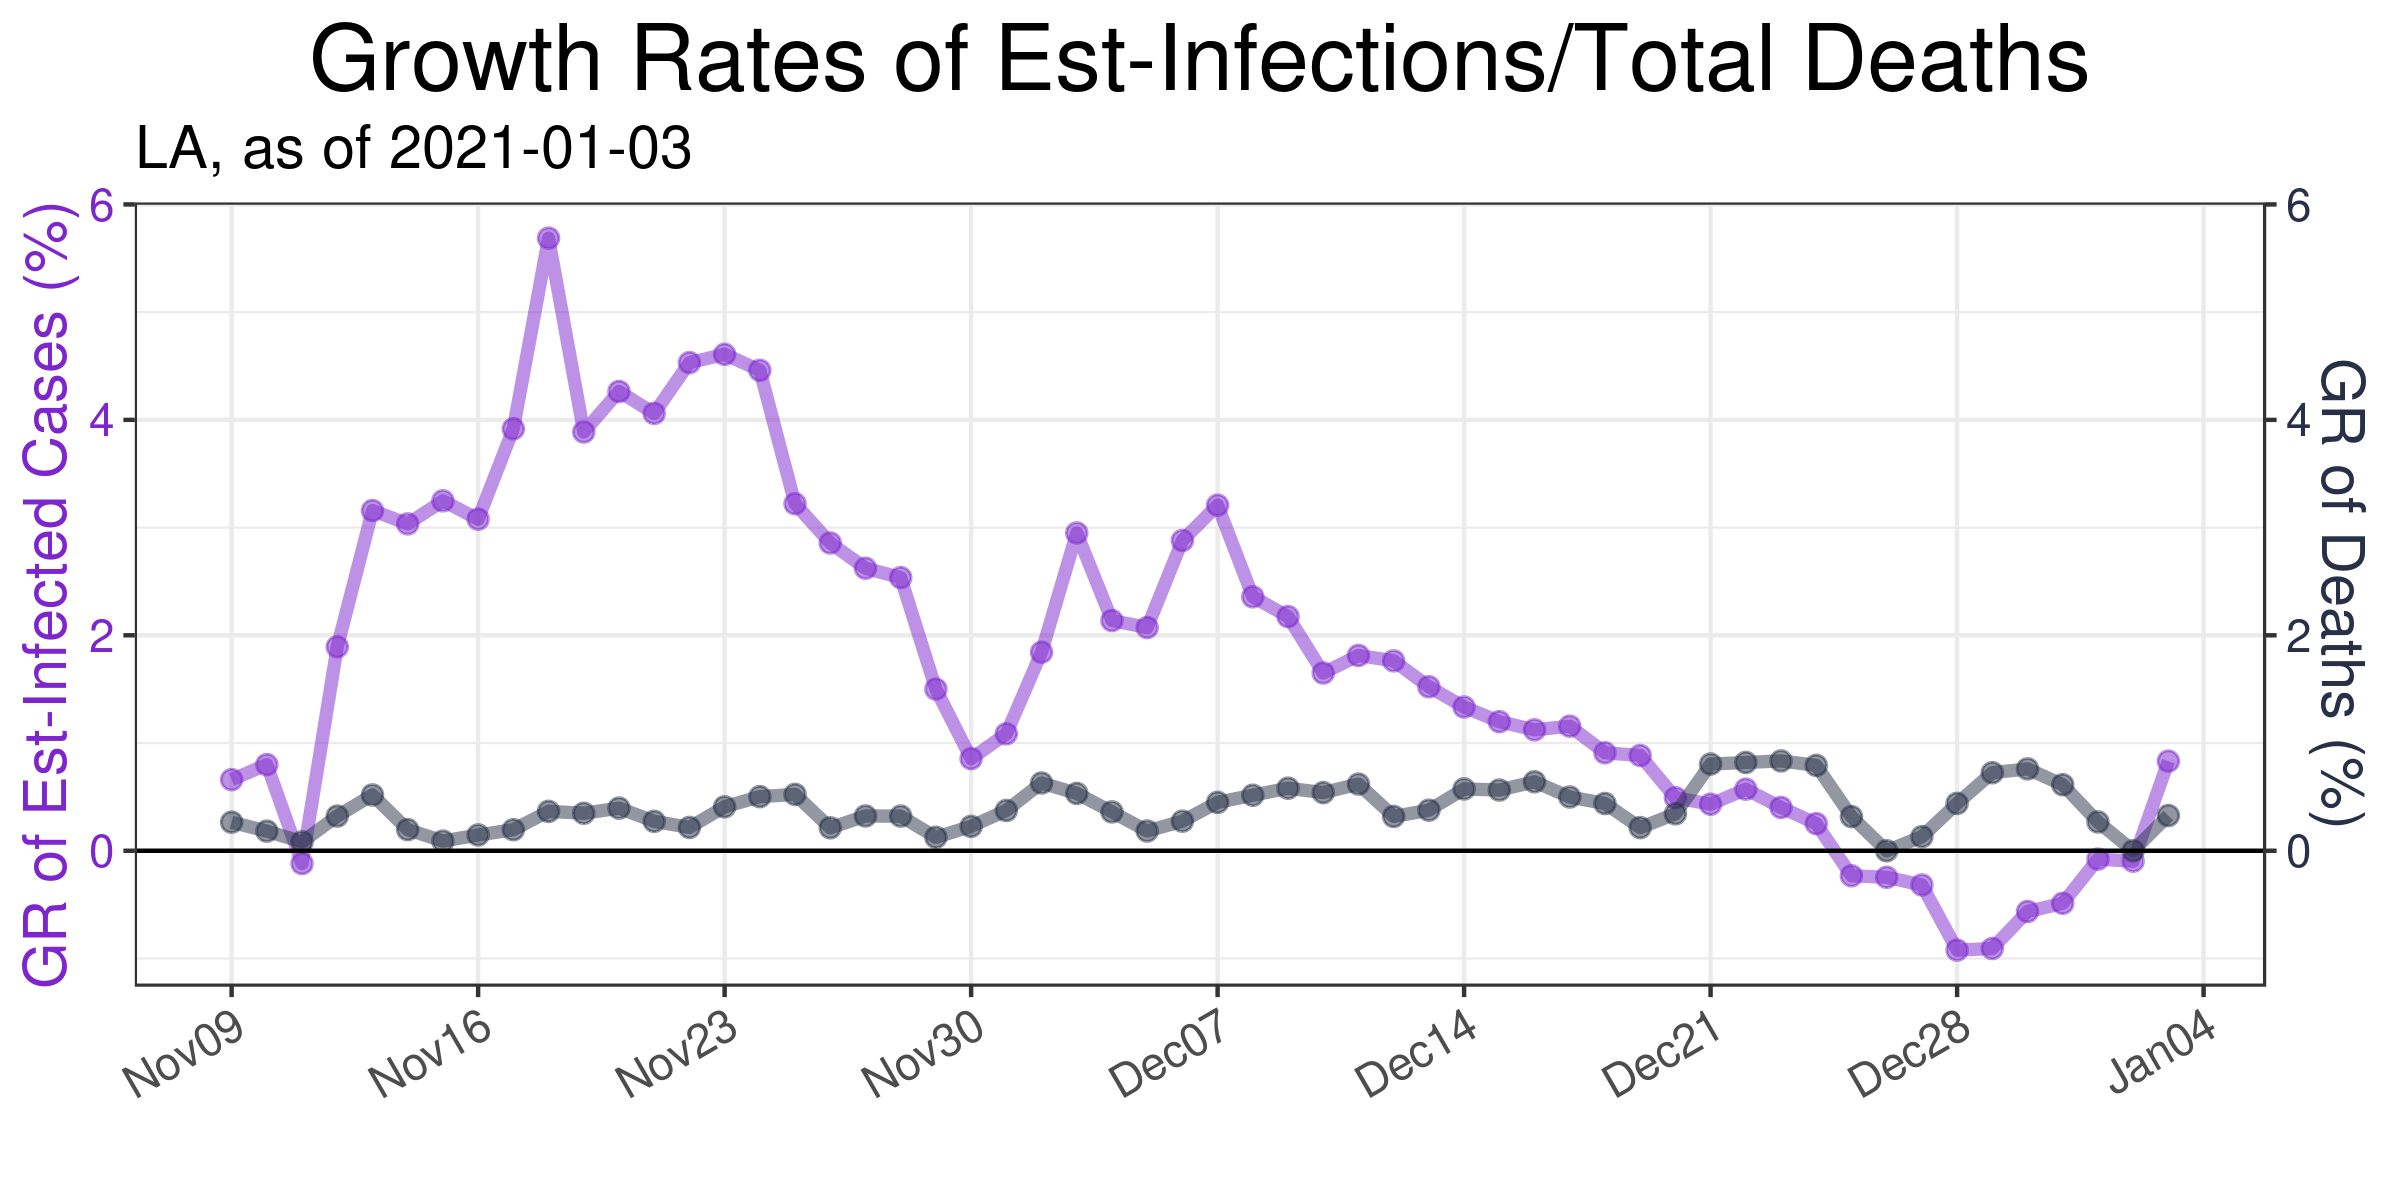 Growth Rates of Est-Infections/Total Deaths
LA, as of 2021-01-03
GR of Est-Infected Cases (%)
6
4
2
0
6
4
2
0
GR of Deaths (%)
Nov09
Nov16
Nov23
Nov30
Dec07
Dec14
Dec21
Dec28
Jan04